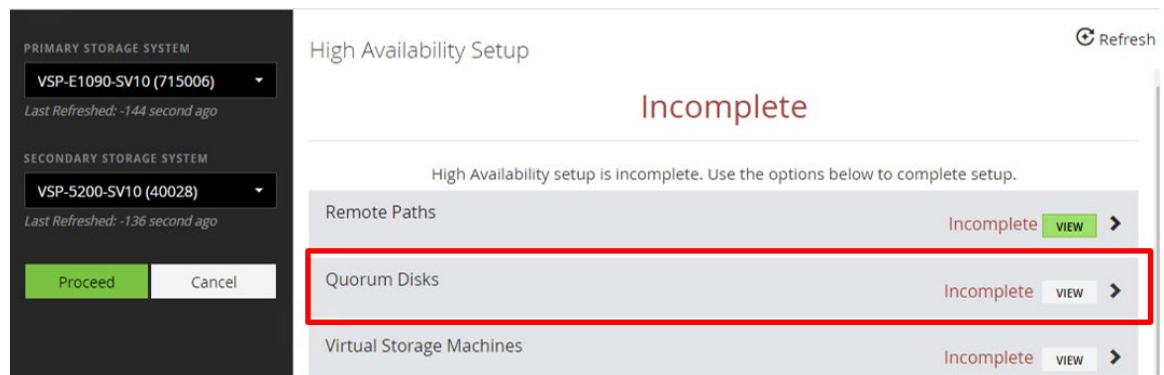 PRIMARY STORAGE SYSTEM
VSP-E1090-SV10 (715006)
Last Refreshed: -144 second ago
SECONDARY STORAGE SYSTEM
VSP-5200-SV10 (40028)
Last Refreshed: -136 second ago
Proceed Cancel
High Availability Setup
Refresh
Incomplete
High Availability setup is incomplete. Use the options below to complete setup.
Remote Paths
Incomplete VIEW
Quorum Disks
Incomplete VIEW
Virtual Storage Machines
Incomplete VIEW